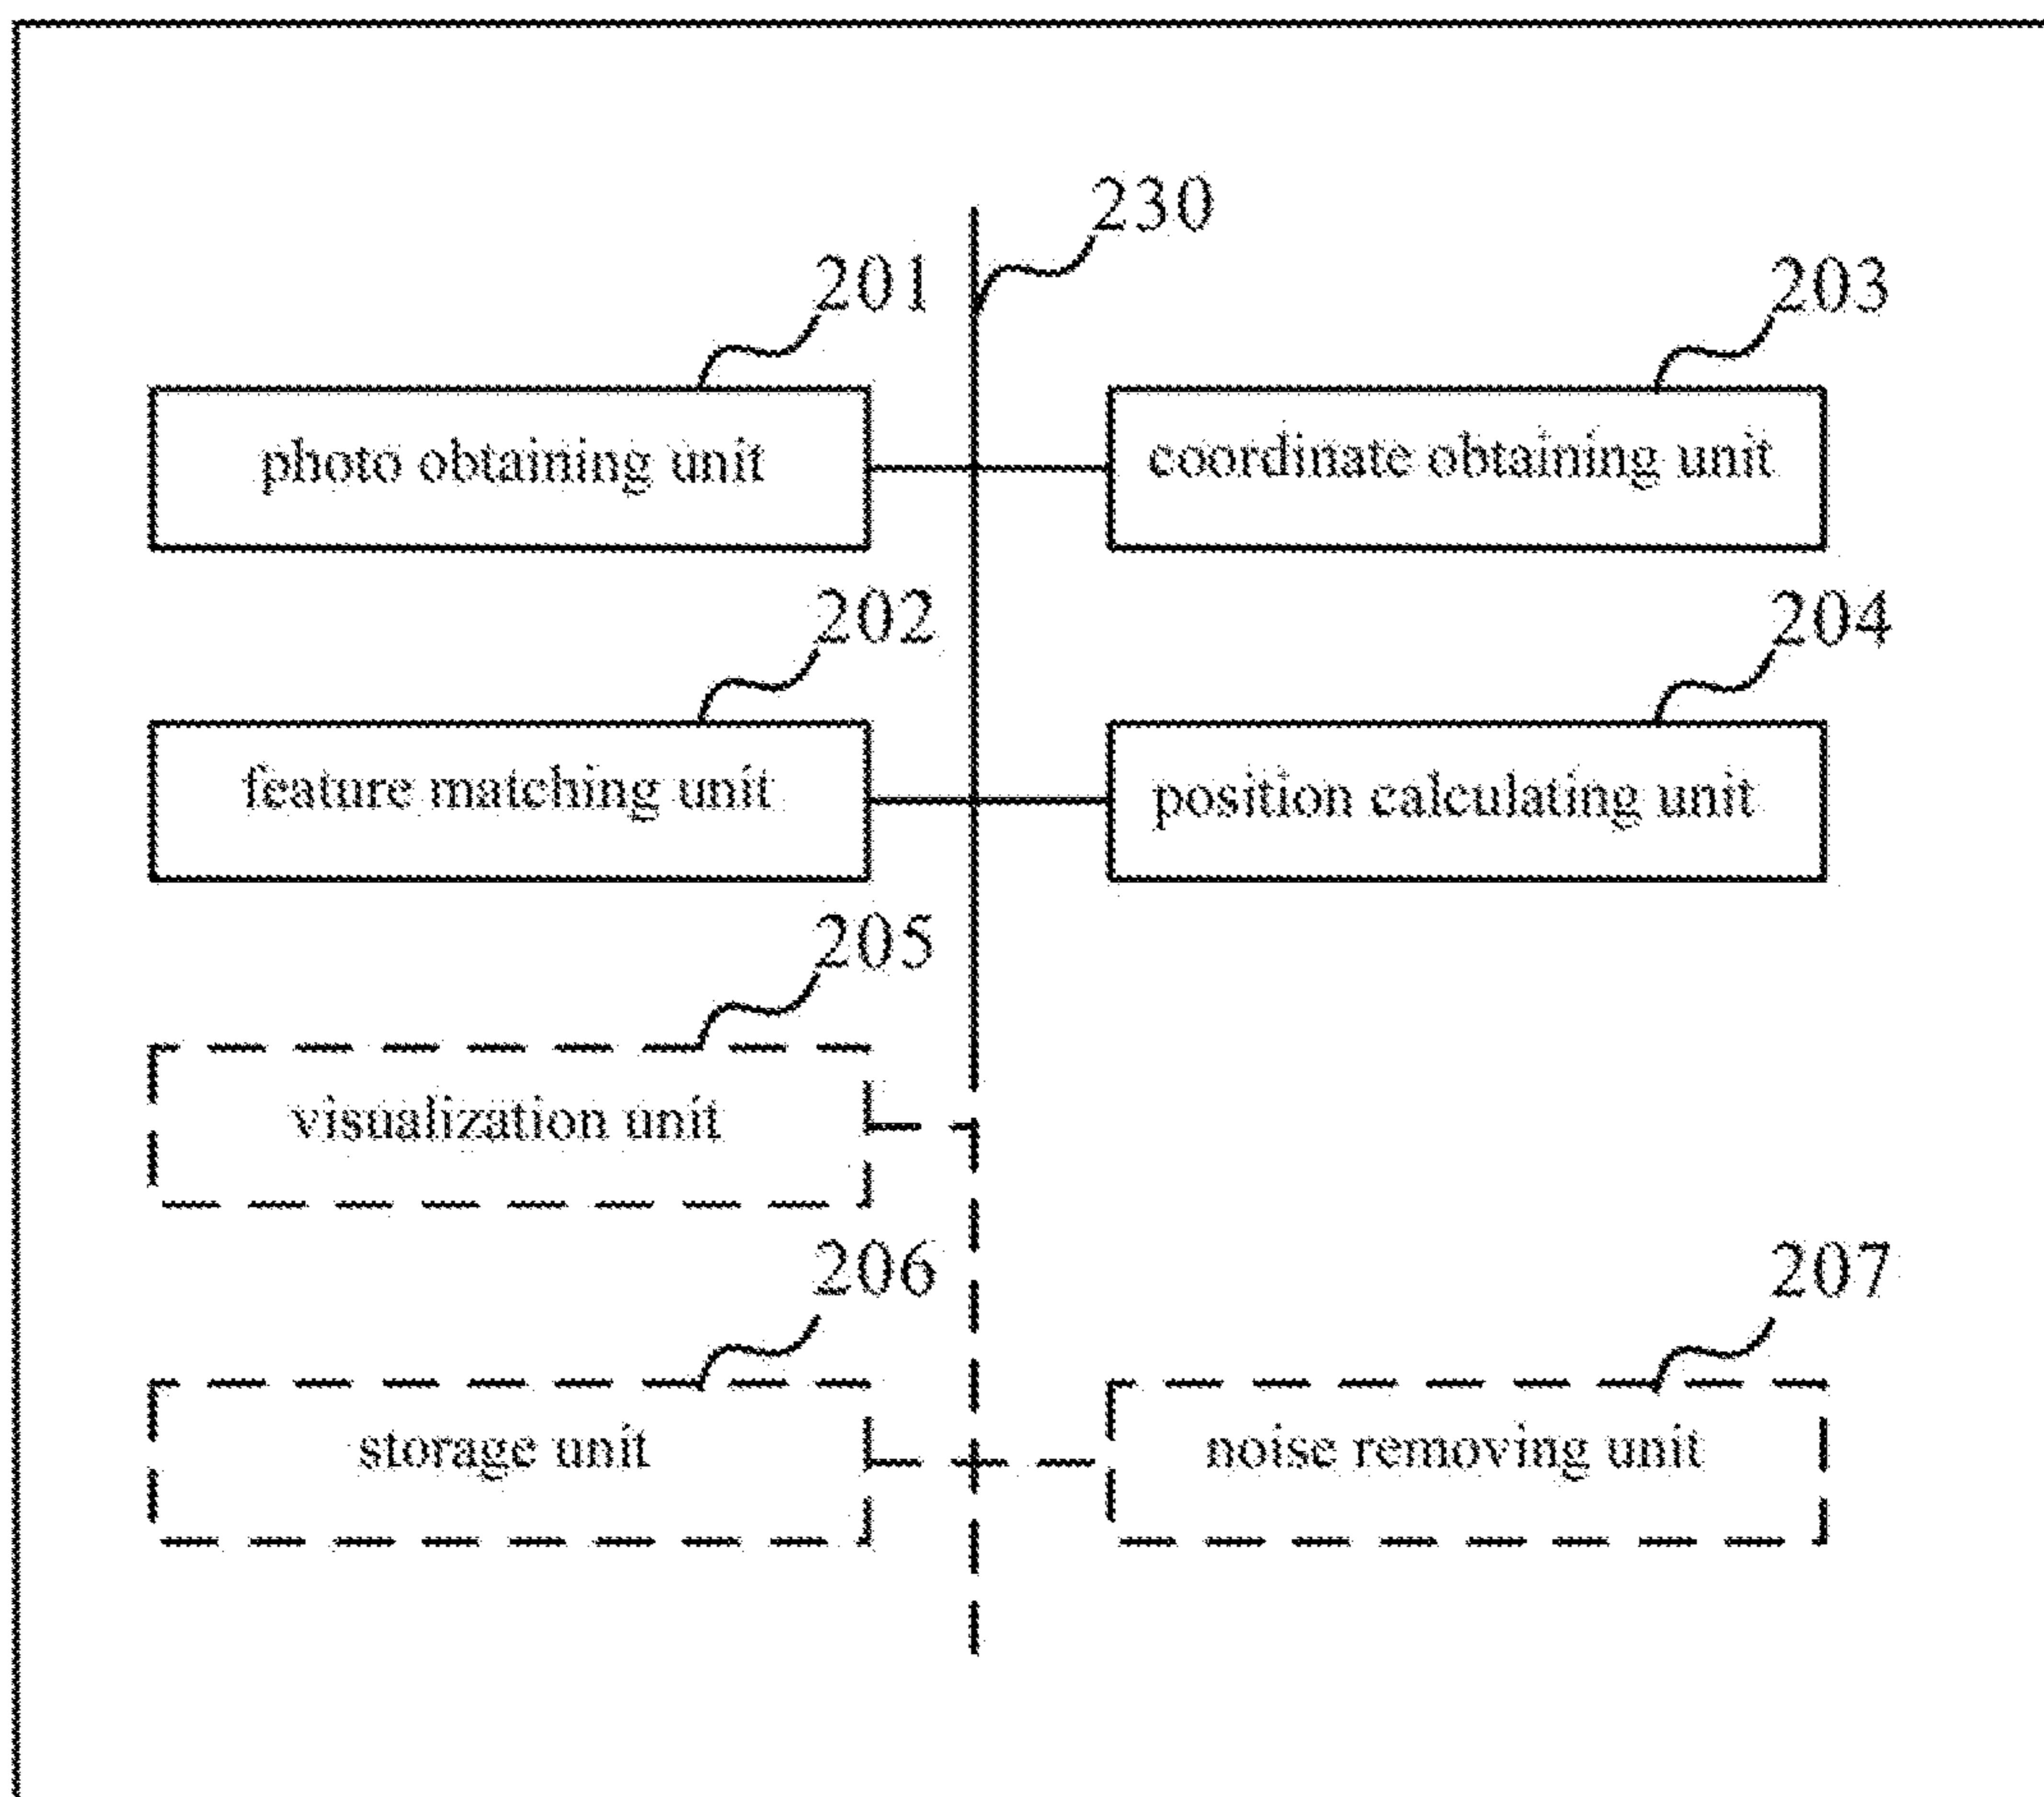 230
201
203
photo obtaining unit
coordinate obtaining unit
202
204
feature matching unit
position calculating unit
205
visualization unit
206
207
storage unit
noise removing unit